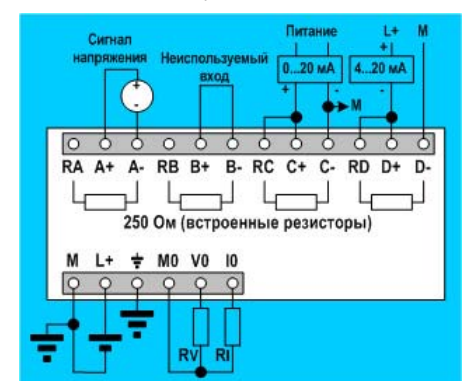 Питание
L+ M
Сигнал напряжения
Неиспользуемый вход
0...20 мА
4...20 мА
+ -
+ - + -
M
RA A+ A- RB B+ B- RC C+ C- RD D+ D-
250 Ом (встроенные резисторы)
M L+ M0 V0 I0
RV RI